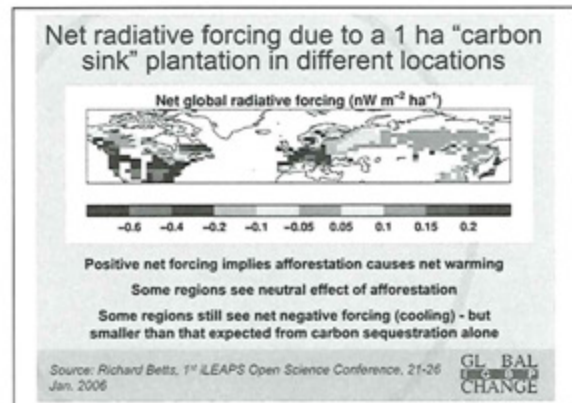 Net radiative forcing due to a 1 ha “carbon
sink” plantation in different locations
Net global radiative forcing (nW m⁻² ha⁻¹)
−0.6 −0.4 −0.2 −0.1 −0.05 0.05 0.1 0.15 0.2
Positive net forcing implies afforestation causes net warming
Some regions see neutral effect of afforestation
Some regions still see net negative forcing (cooling) - but
smaller than that expected from carbon sequestration alone
Source: Richard Betts, 1st iLEAPS Open Science Conference, 21-26
Jan. 2006
GL BAL
I G B P
CHANGE